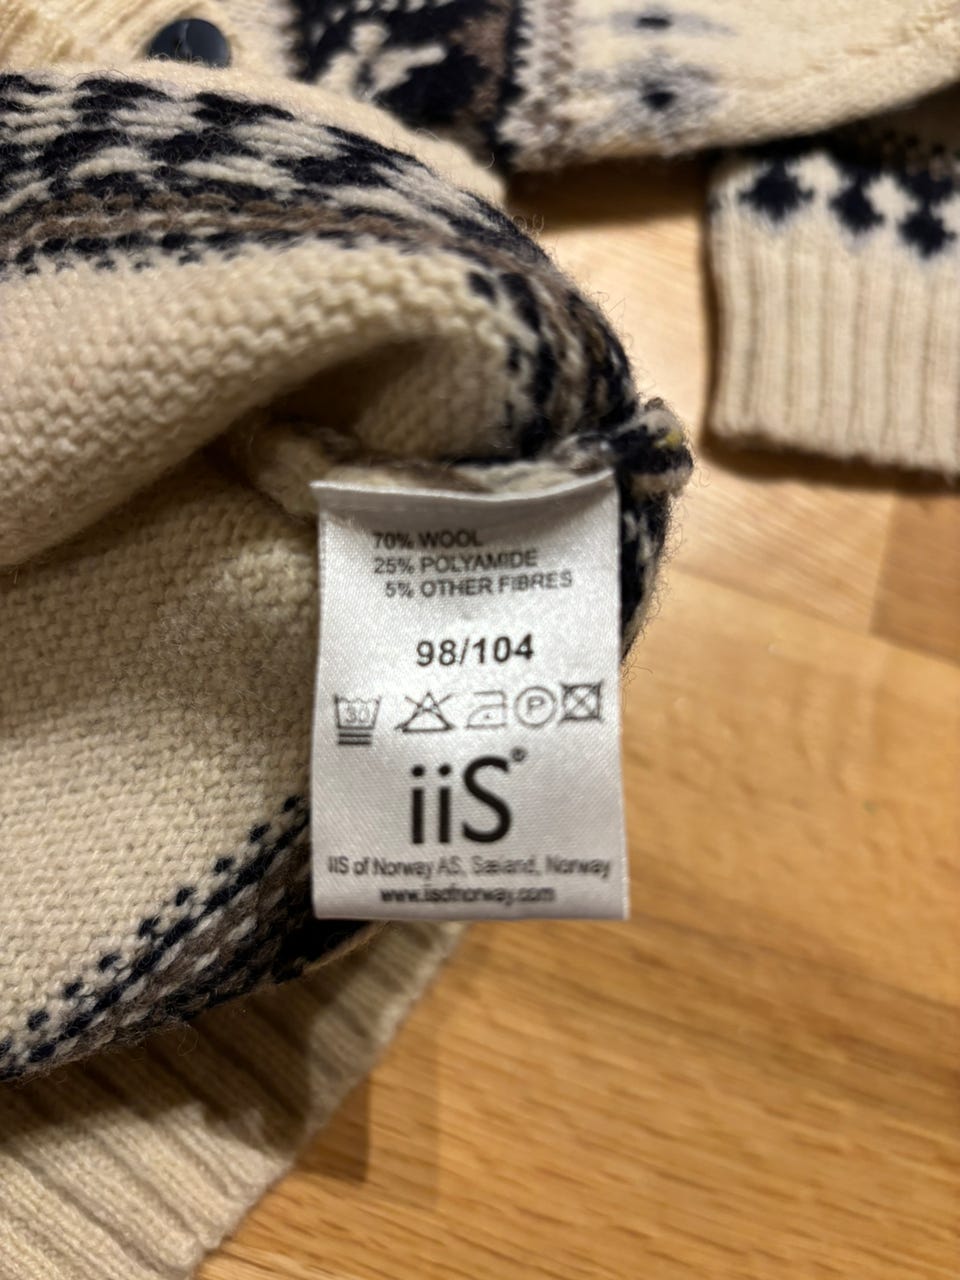 70% WOOL
25% POLYAMIDE
5% OTHER FIBRES
98/104
30 P
iiS®
IIS of Norway AS, Sæland, Norway
www.iisofnorway.com